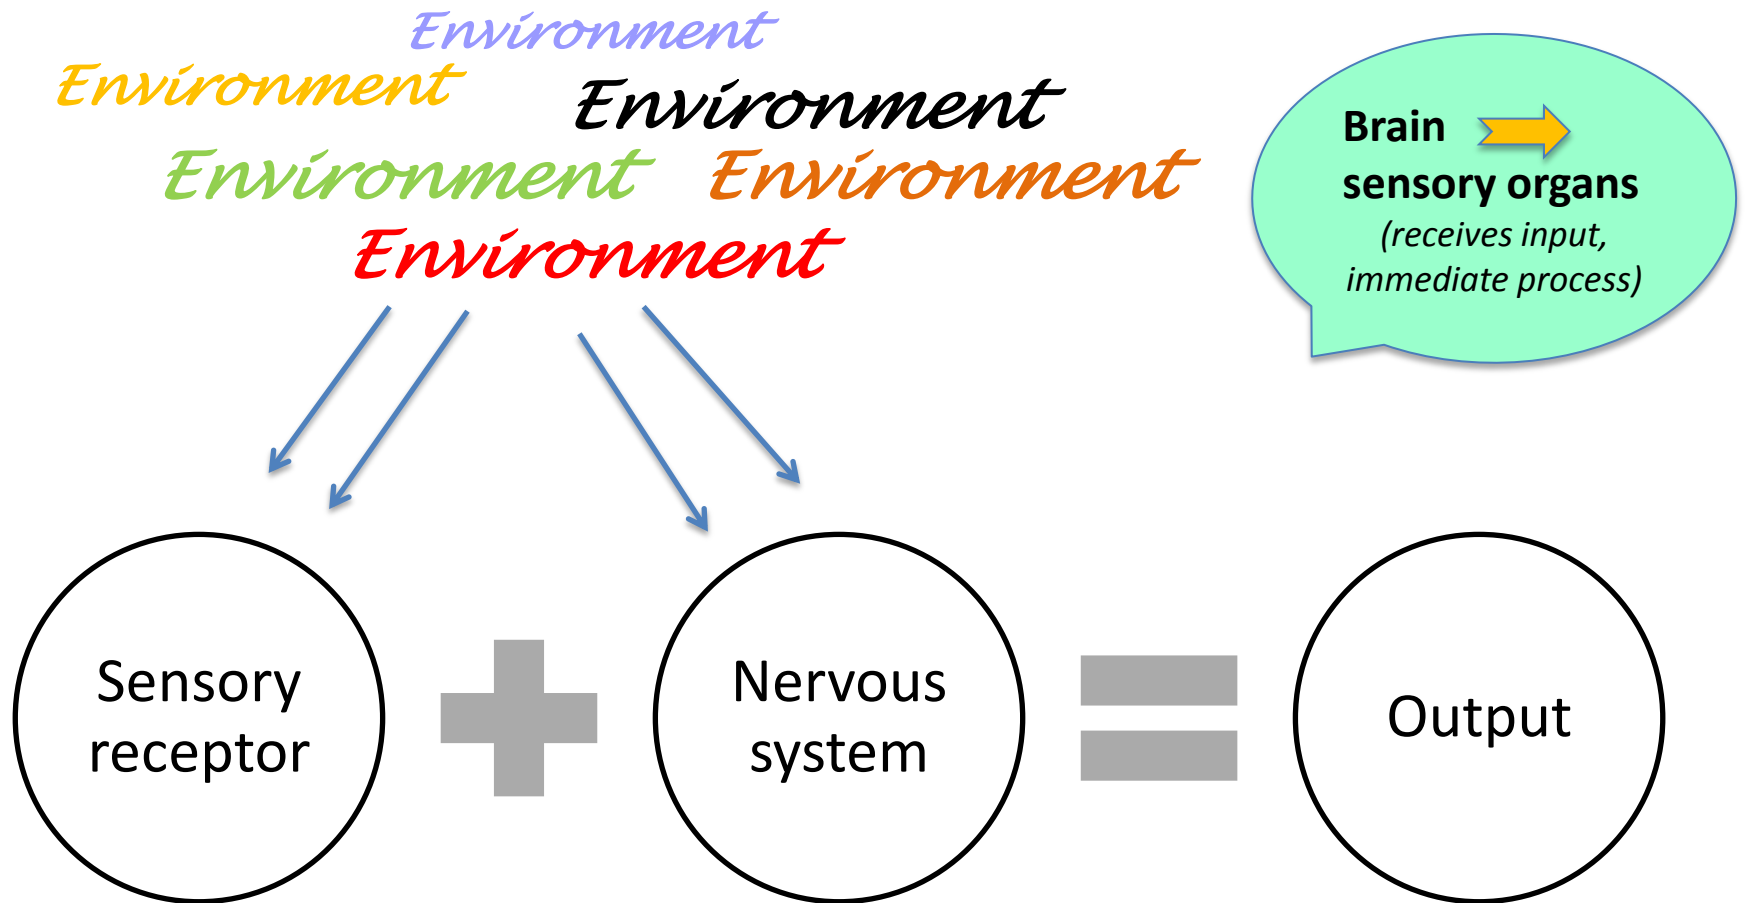 Environment
Environment
Environment
Environment
Environment
Environment
Brain
sensory organs
(receives input,
immediate process)
Sensory
receptor
Nervous
system
Output